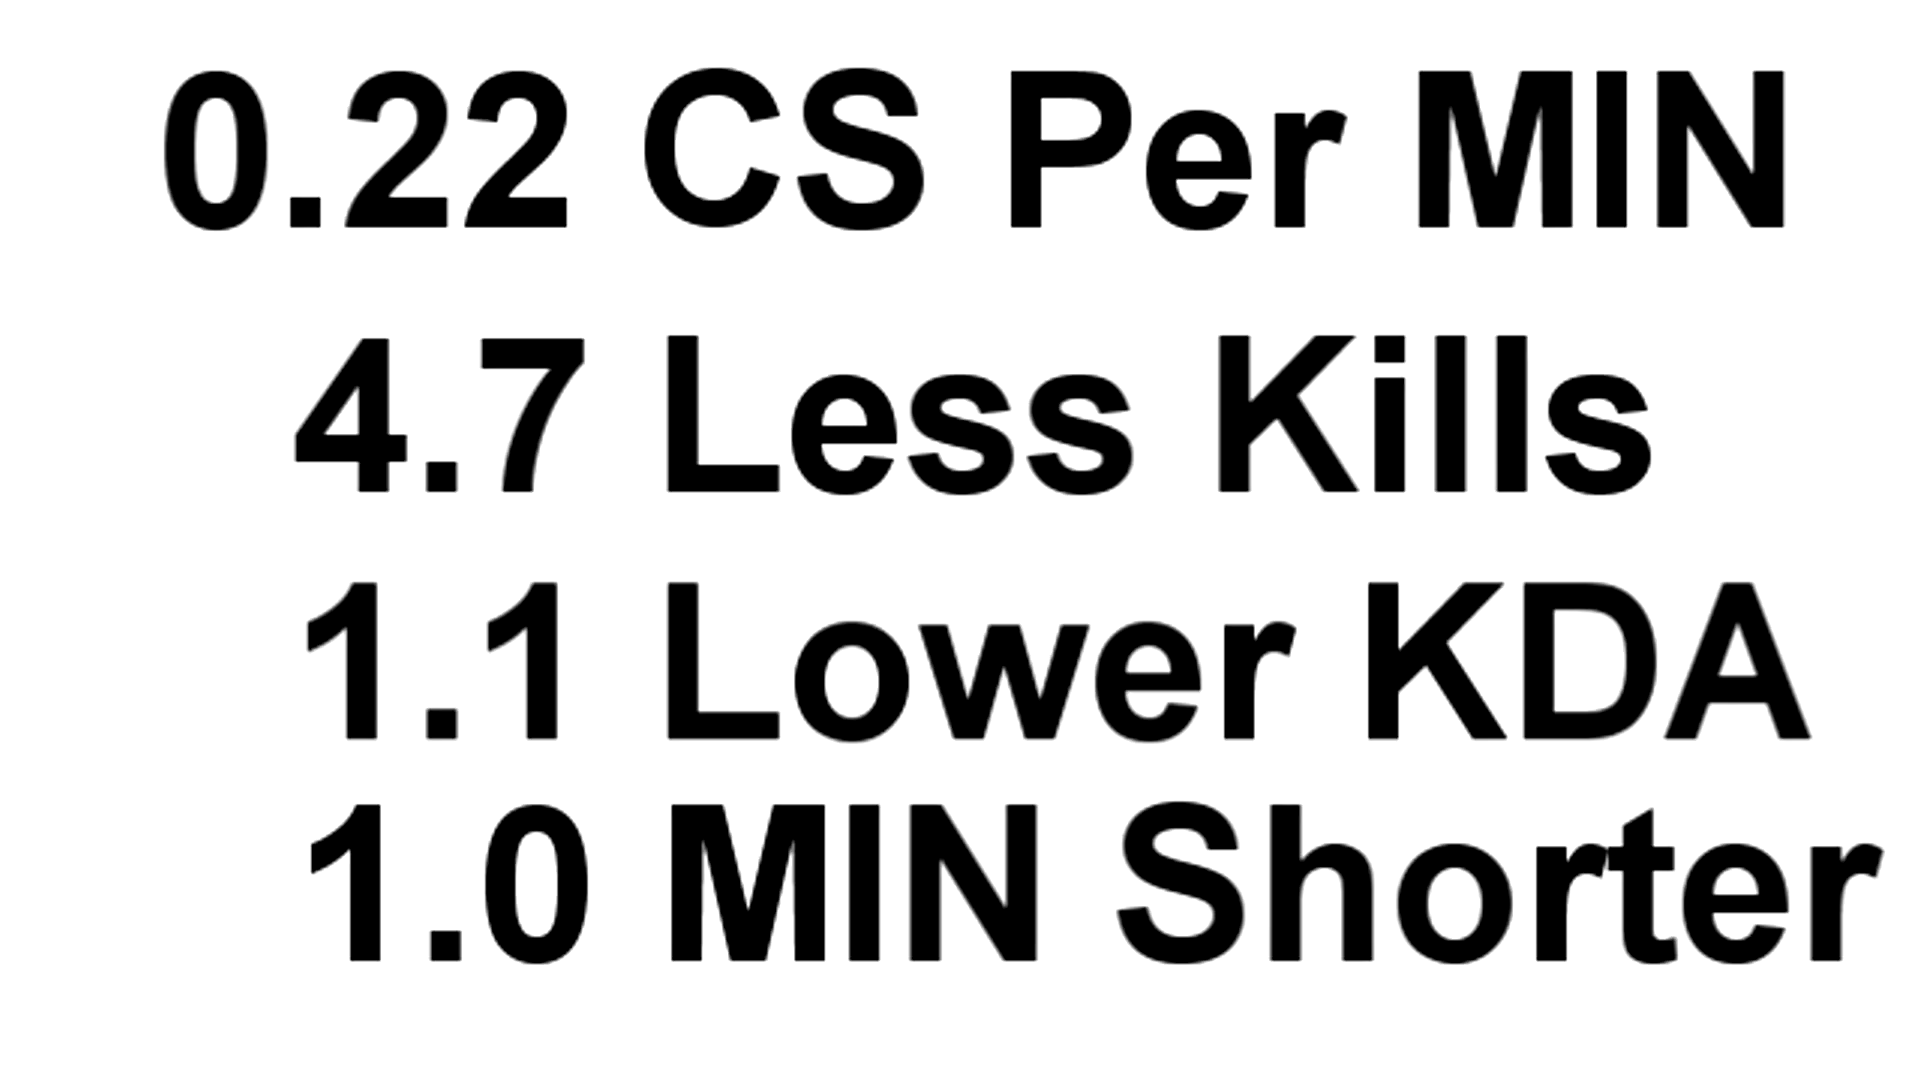 0.22 CS Per MIN
4.7 Less Kills
1.1 Lower KDA
1.0 MIN Shorter